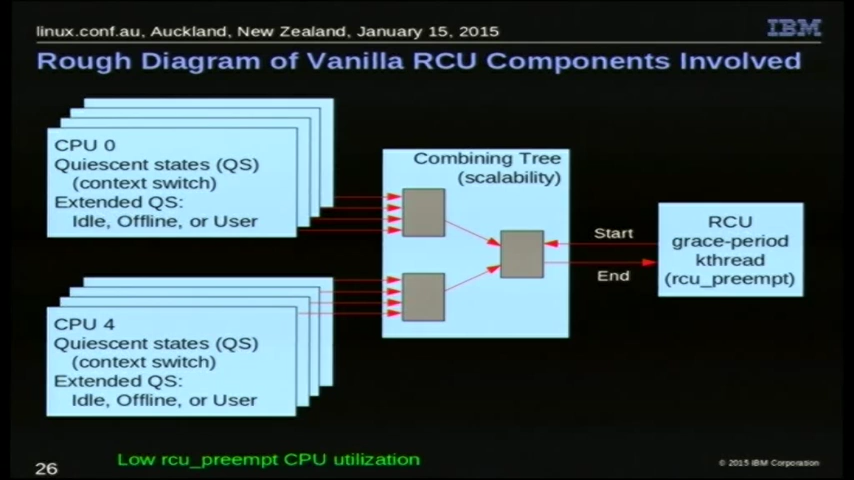 linux.conf.au, Auckland, New Zealand, January 15, 2015
IBM
Rough Diagram of Vanilla RCU Components Involved
CPU 0
Quiescent states (QS)
(context switch)
Extended QS:
Idle, Offline, or User
Combining Tree
(scalability)
Start
End
RCU
grace-period
kthread
(rcu_preempt)
CPU 4
Quiescent states (QS)
(context switch)
Extended QS:
Idle, Offline, or User
26
Low rcu_preempt CPU utilization
© 2015 IBM Corporation